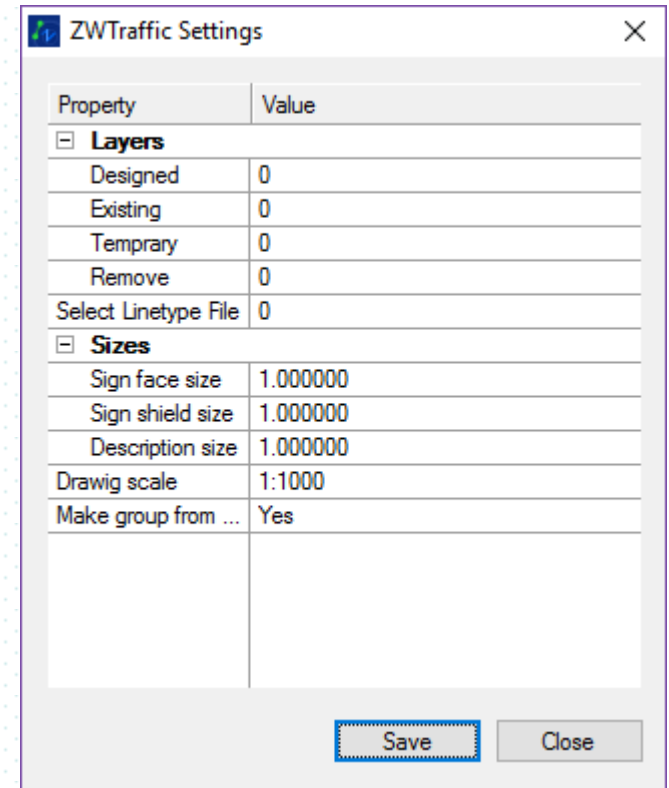 ZWTraffic Settings
Property Value
Layers
Designed 0
Existing 0
Temprary 0
Remove 0
Select Linetype File 0
Sizes
Sign face size 1.000000
Sign shield size 1.000000
Description size 1.000000
Drawig scale 1:1000
Make group from ... Yes
Save Close